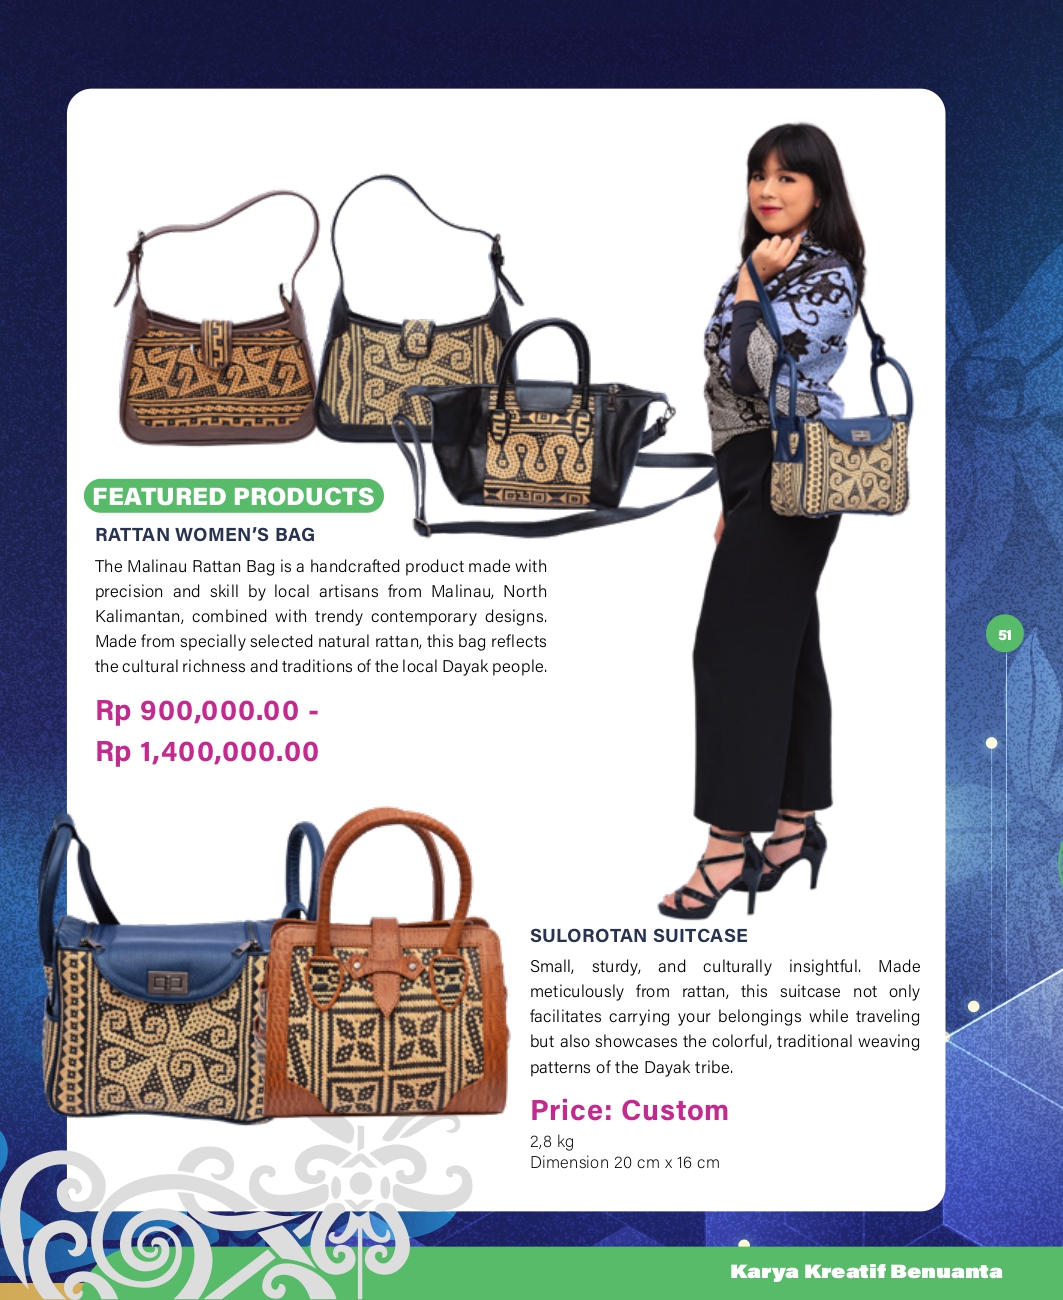 FEATURED PRODUCTS
RATTAN WOMEN'S BAG
The Malinau Rattan Bag is a handcrafted product made with
precision and skill by local artisans from Malinau, North
Kalimantan, combined with trendy contemporary designs.
Made from specially selected natural rattan, this bag reflects
the cultural richness and traditions of the local Dayak people.
Rp 900,000.00 -
Rp 1,400,000.00
51
SULOROTAN SUITCASE
Small, sturdy, and culturally insightful. Made
meticulously from rattan, this suitcase not only
facilitates carrying your belongings while traveling
but also showcases the colorful, traditional weaving
patterns of the Dayak tribe.
Price: Custom
2,8 kg
Dimension 20 cm x 16 cm
Karya Kreatif Benuanta